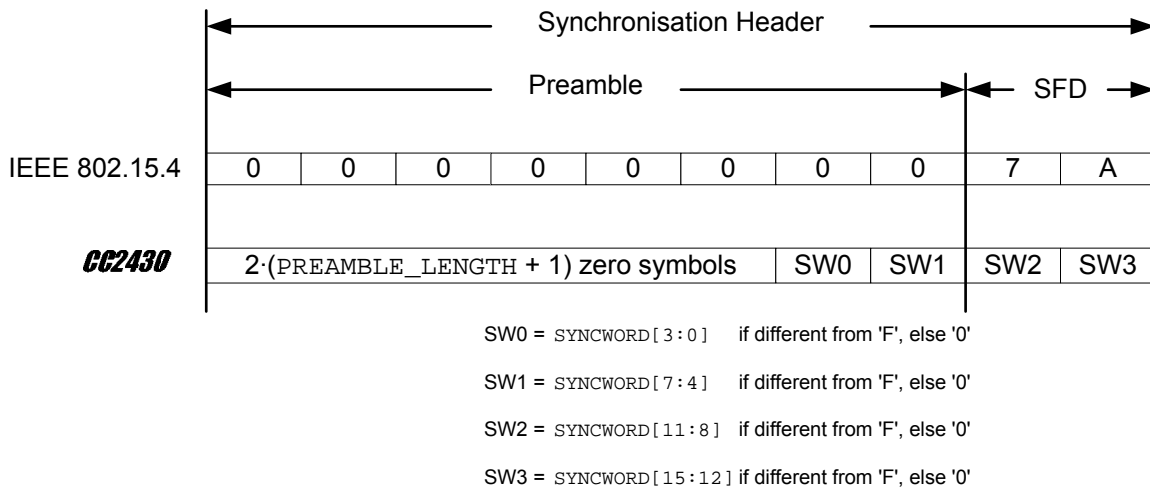 Synchronisation Header
Preamble SFD
IEEE 802.15.4 0 0 0 0 0 0 0 0 7 A
CC2430 2·(PREAMBLE_LENGTH + 1) zero symbols SW0 SW1 SW2 SW3
SW0 = SYNCWORD[3:0] if different from 'F', else '0'
SW1 = SYNCWORD[7:4] if different from 'F', else '0'
SW2 = SYNCWORD[11:8] if different from 'F', else '0'
SW3 = SYNCWORD[15:12] if different from 'F', else '0'